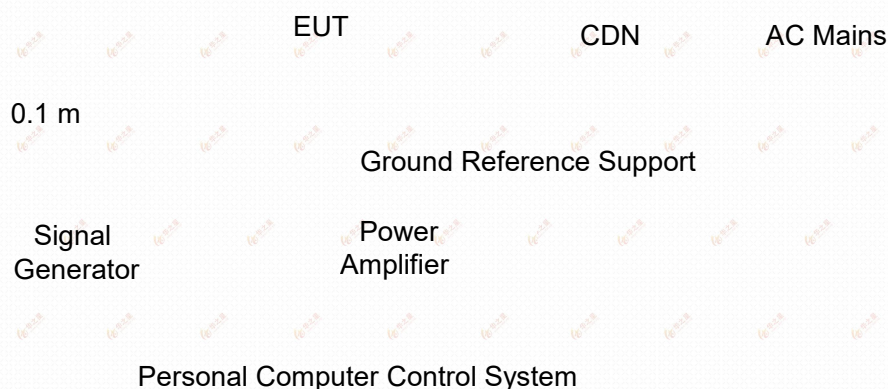 EUT
CDN
AC Mains
0.1 m
Ground Reference Support
Signal
Generator
Power
Amplifier
Personal Computer Control System